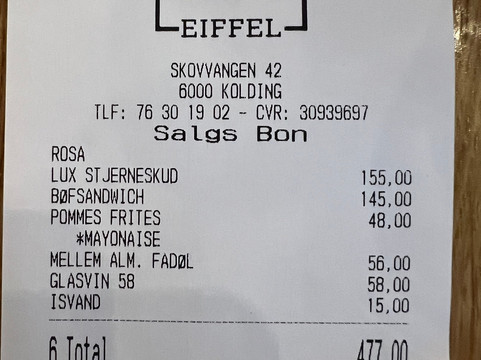 EIFFEL
SKOVVANGEN 42
6000 KOLDING
TLF: 76 30 19 02 - CVR: 30939697
Salgs Bon
ROSA
LUX STJERNESKUD 155,00
BØFSANDWICH 145,00
POMMES FRITES 48,00
*MAYONAISE
MELLEM ALM. FADØL 56,00
GLASVIN 58 58,00
ISVAND 15,00
6 Total 477,00